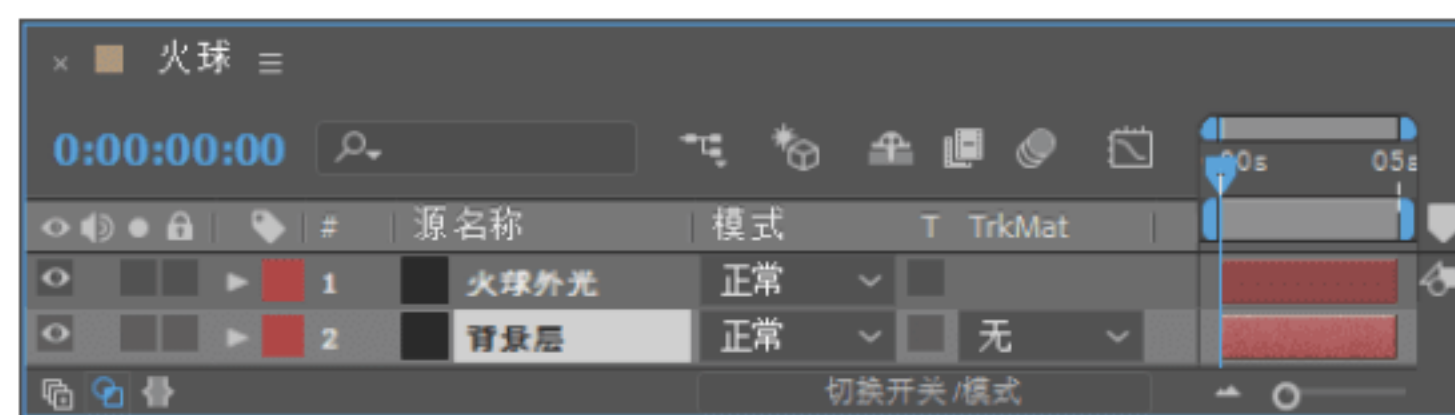 × 火球 ≡
0:00:00:00
00s 05s
# 源名称 模式 T TrkMat
1 火球外光 正常
2 背景层 正常 无
切换开关/模式